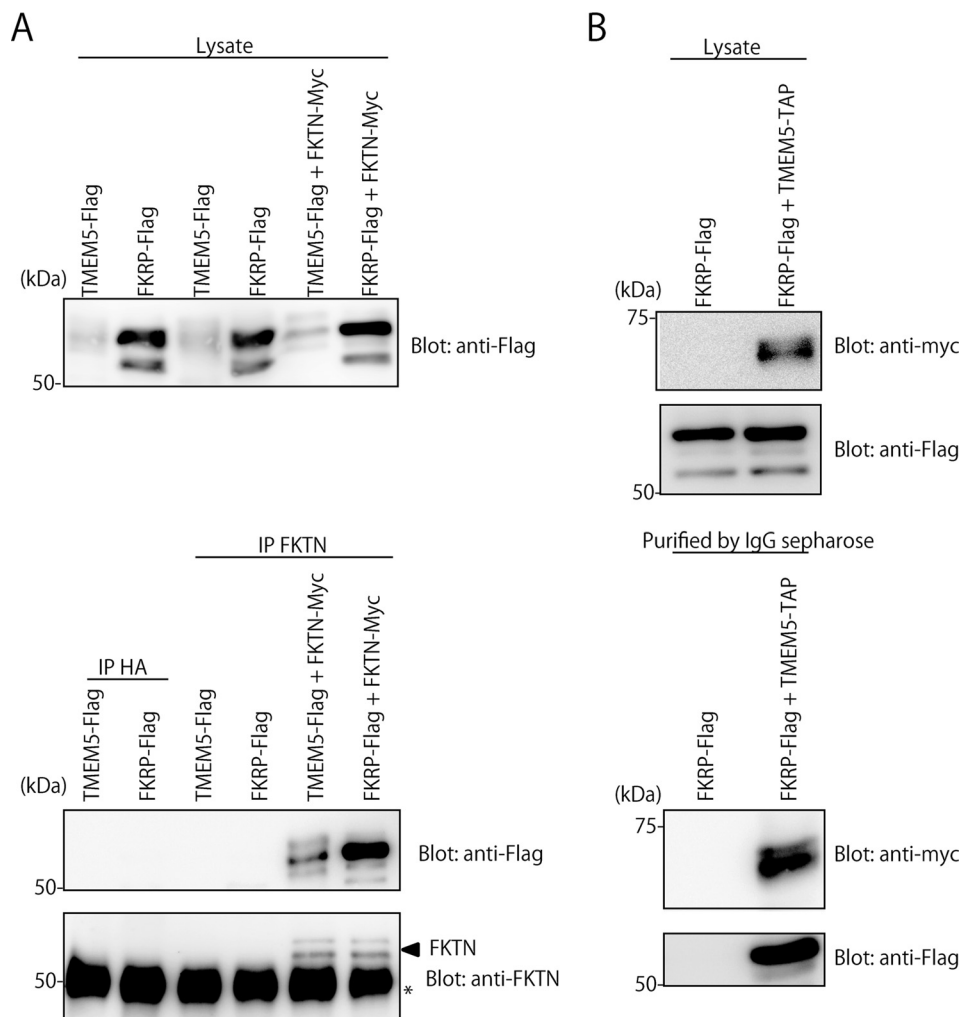 A
Lysate
TMEM5-Flag
FKRP-Flag
TMEM5-Flag
FKRP-Flag
TMEM5-Flag + FKTN-Myc
FKRP-Flag + FKTN-Myc
(kDa)
50-
Blot: anti-Flag
IP FKTN
IP HA
TMEM5-Flag
FKRP-Flag
TMEM5-Flag
FKRP-Flag
TMEM5-Flag + FKTN-Myc
FKRP-Flag + FKTN-Myc
(kDa)
50-
Blot: anti-Flag
FKTN
50-
Blot: anti-FKTN
*
B
Lysate
FKRP-Flag
FKRP-Flag + TMEM5-TAP
(kDa)
75-
Blot: anti-myc
Blot: anti-Flag
50-
Purified by IgG sepharose
FKRP-Flag
FKRP-Flag + TMEM5-TAP
(kDa)
75-
Blot: anti-myc
Blot: anti-Flag
50-